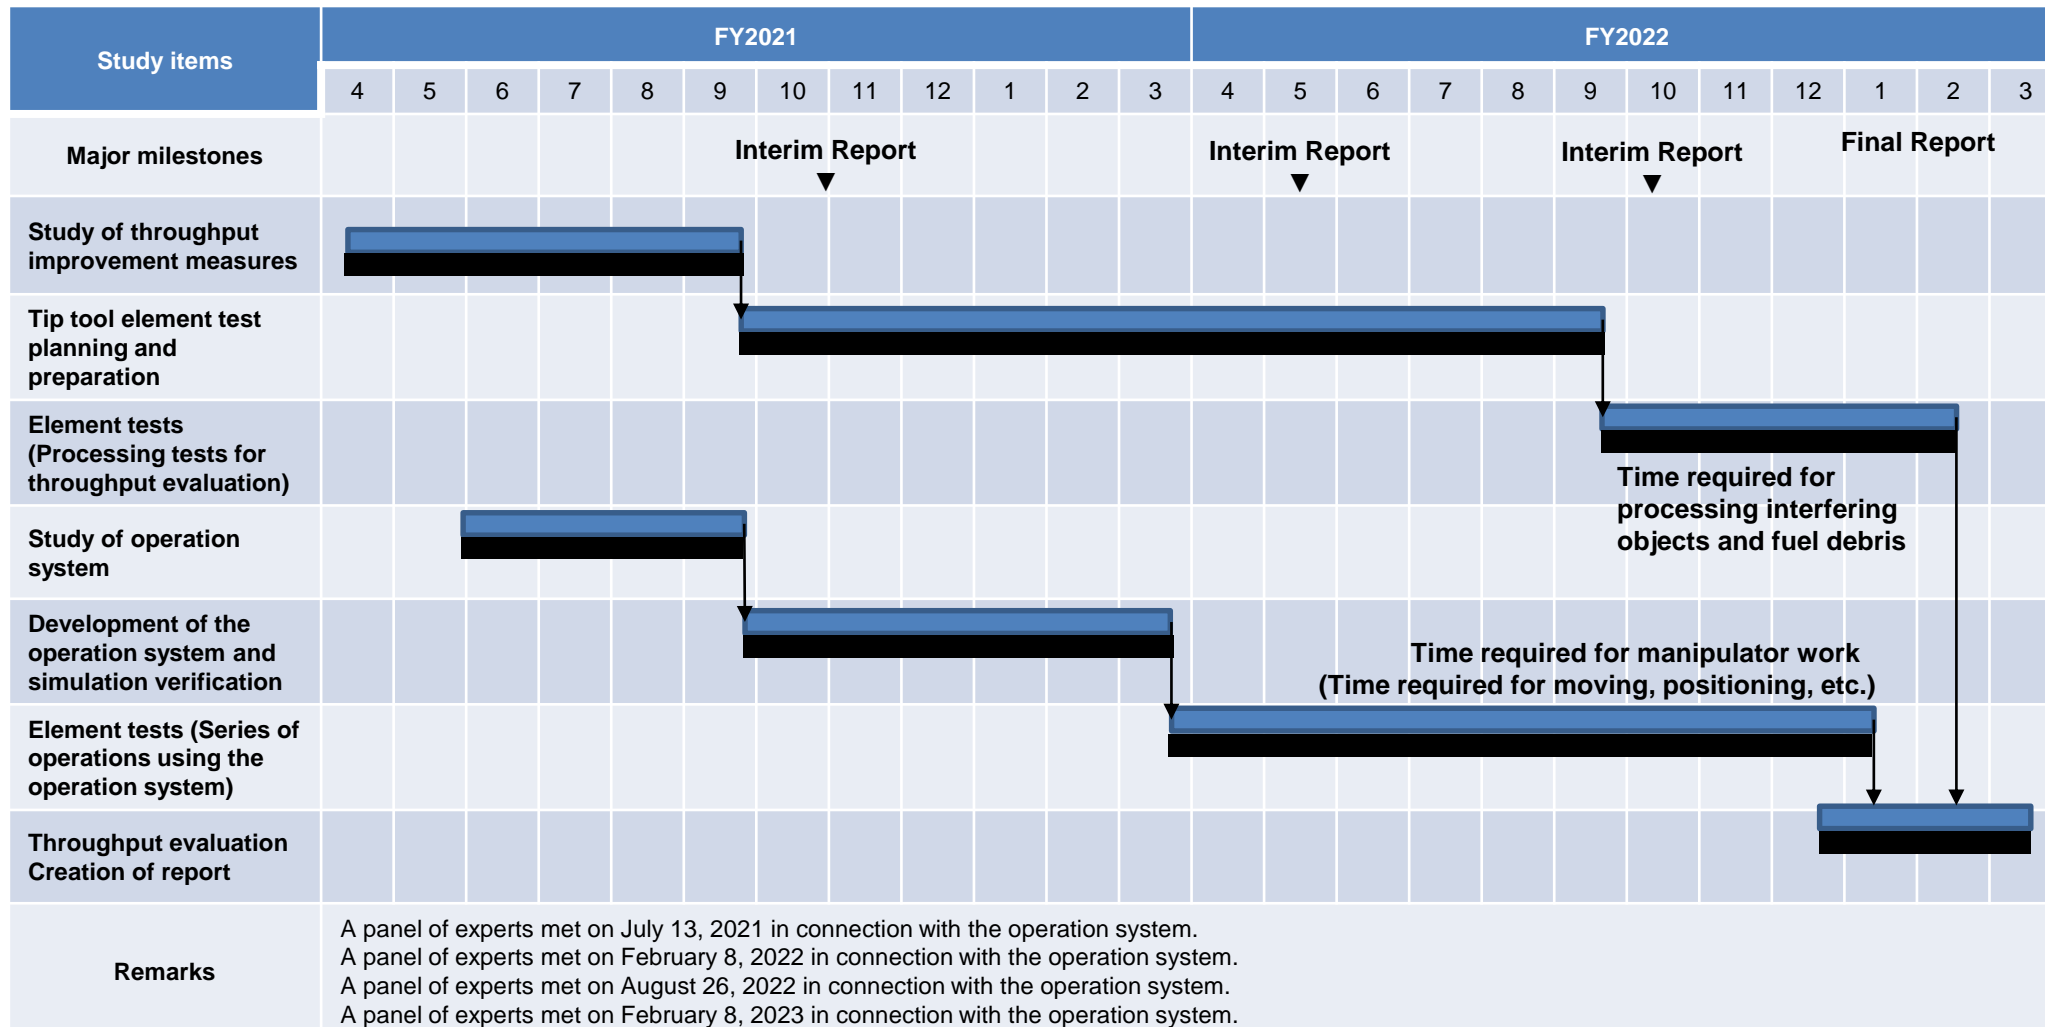 Study items
FY2021
FY2022
4 5 6 7 8 9 10 11 12 1 2 3 4 5 6 7 8 9 10 11 12 1 2 3
Major milestones
Interim Report
Interim Report
Interim Report
Final Report
▼ ▼ ▼
Study of throughput
improvement measures
Tip tool element test
planning and
preparation
Element tests
(Processing tests for
throughput evaluation)
Time required for
processing interfering
objects and fuel debris
Study of operation
system
Development of the
operation system and
simulation verification
Time required for manipulator work
(Time required for moving, positioning, etc.)
Element tests (Series of
operations using the
operation system)
Throughput evaluation
Creation of report
Remarks
A panel of experts met on July 13, 2021 in connection with the operation system.
A panel of experts met on February 8, 2022 in connection with the operation system.
A panel of experts met on August 26, 2022 in connection with the operation system.
A panel of experts met on February 8, 2023 in connection with the operation system.